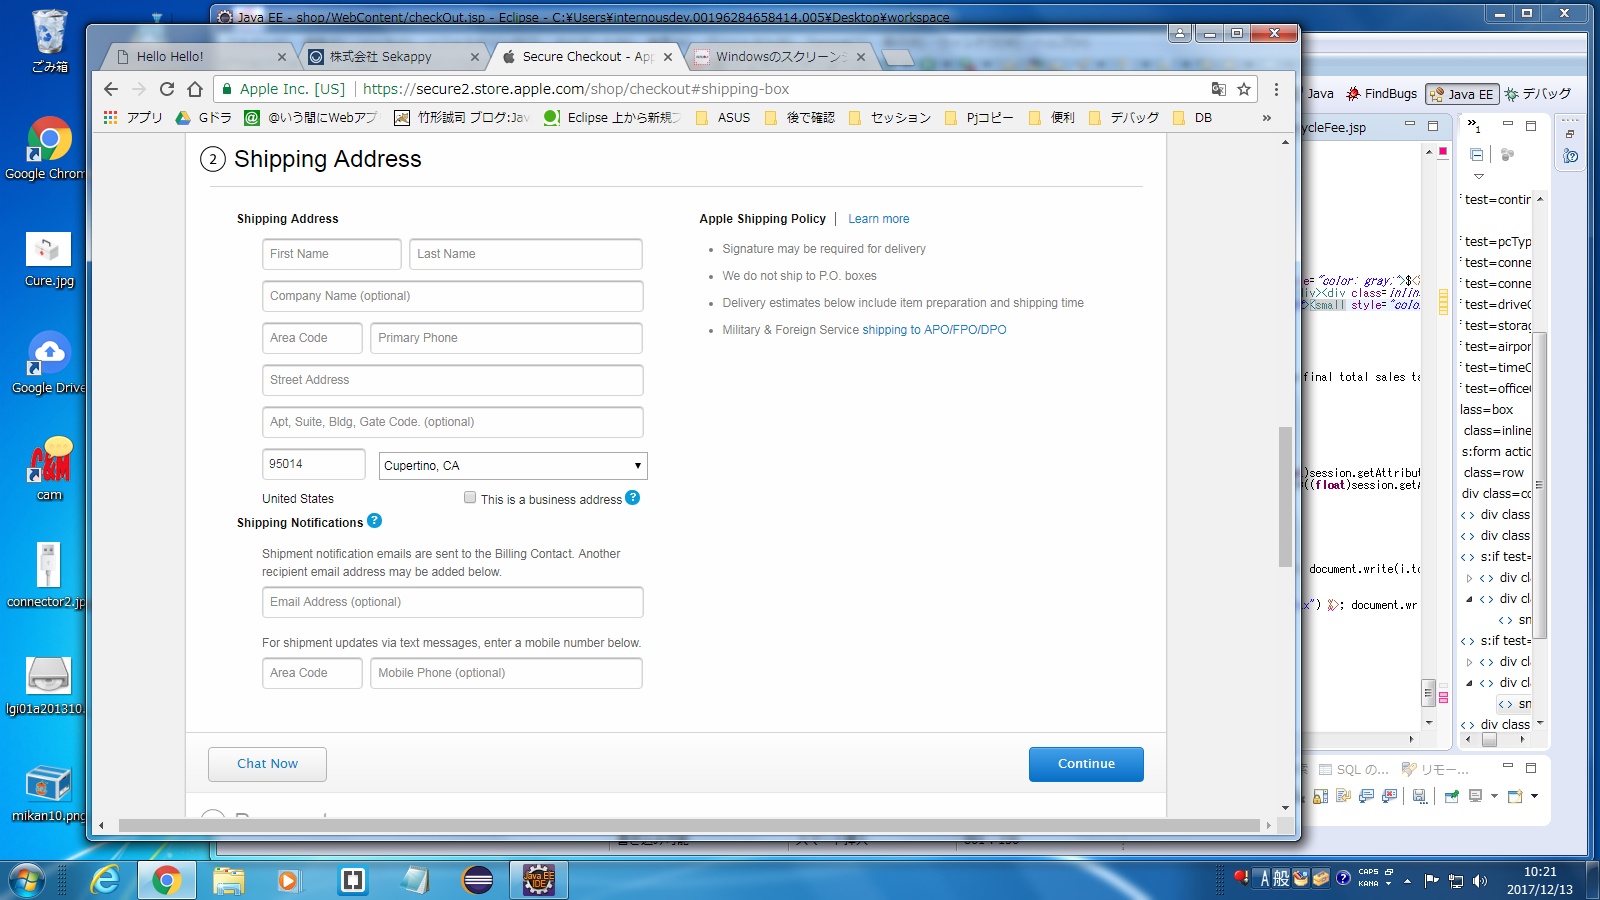 ごみ箱
Google Chrom
Cure.jpg
Google Drive
cam
connector2.jp
lgi01a201310.
mikan10.png
Java EE - shop/WebContent/checkOut.jsp - Eclipse - C:¥Users¥internousdev.00196284658414.005¥Desktop¥workspace
Hello Hello!
株式会社 Sekappy
Secure Checkout - App
Windowsのスクリーンシ
Apple Inc. [US]
https://secure2.store.apple.com/shop/checkout#shipping-box
アプリ
Gドラ
@いう間にWebアプ
竹形誠司 ブログ:Jav
Eclipse 上から新規フ
ASUS
後で確認
セッション
Pjコピー
便利
デバッグ
DB
»
2 Shipping Address
Shipping Address
First Name
Last Name
Company Name (optional)
Area Code
Primary Phone
Street Address
Apt, Suite, Bldg, Gate Code. (optional)
95014
Cupertino, CA
United States
This is a business address ?
Shipping Notifications ?
Shipment notification emails are sent to the Billing Contact. Another
recipient email address may be added below.
Email Address (optional)
For shipment updates via text messages, enter a mobile number below.
Area Code
Mobile Phone (optional)
Apple Shipping Policy | Learn more
• Signature may be required for delivery
• We do not ship to P.O. boxes
• Delivery estimates below include item preparation and shipping time
• Military & Foreign Service shipping to APO/FPO/DPO
Chat Now
Continue
Java
FindBugs
Java EE
デバッグ
ycleFee.jsp
»1
e="color: gray;">$<%
div><div class=inlin
><small style="color
final total sales ta
)session.getAttribut
((float)session.getA
document.write(i.to
x") %>; document.wr
test=contin
test=pcTyp
test=conne
test=conne
test=driveC
test=storag
test=airpor
test=timeC
test=office
lass=box
class=inline
s:form actio
class=row
div class=co
<> div class
<> div class
<> s:if test=
<> div cl
<> div cl
<> sn
<> s:if test=
<> div cl
<> div cl
<> sn
<> div class
SQL の...
リモー...
A 般
CAPS
KANA
10:21
2017/12/13
Java EE
IDE